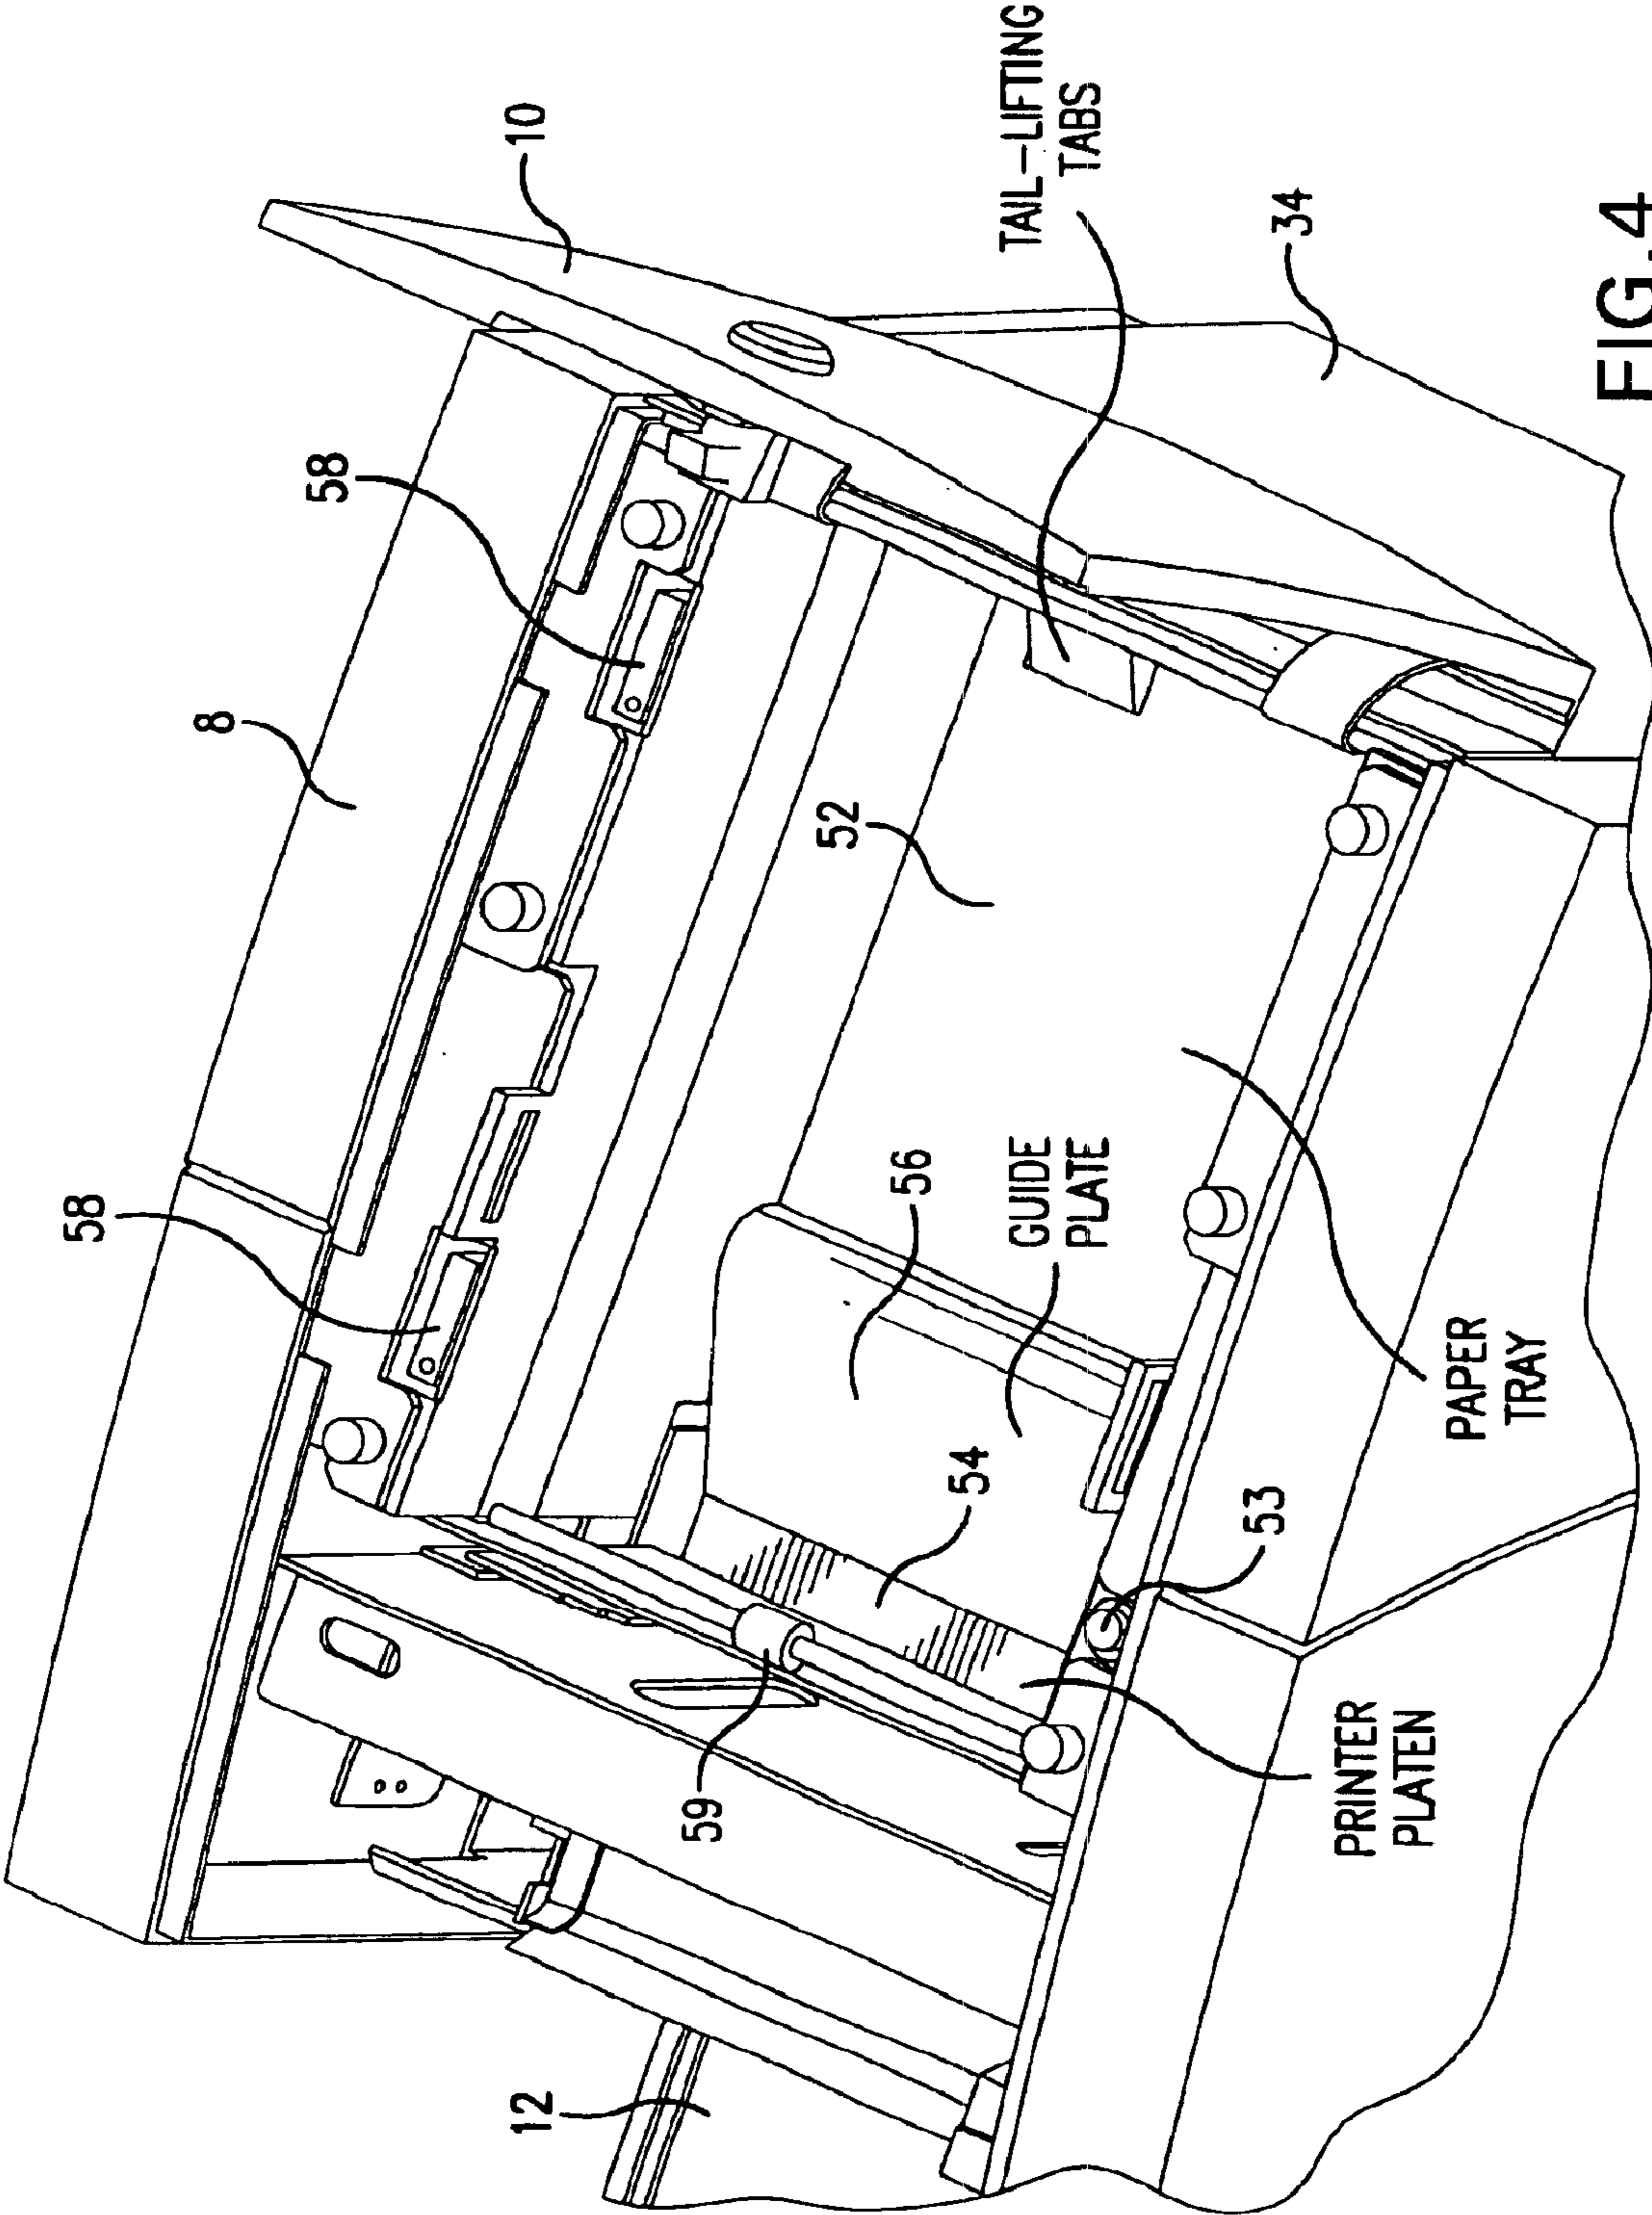 58
8
58
12
10
59
52
56
54
GUIDE
PLATE
TAIL-LIFTING
TABS
53
34
PRINTER
PLATEN
PAPER
TRAY
FIG.4